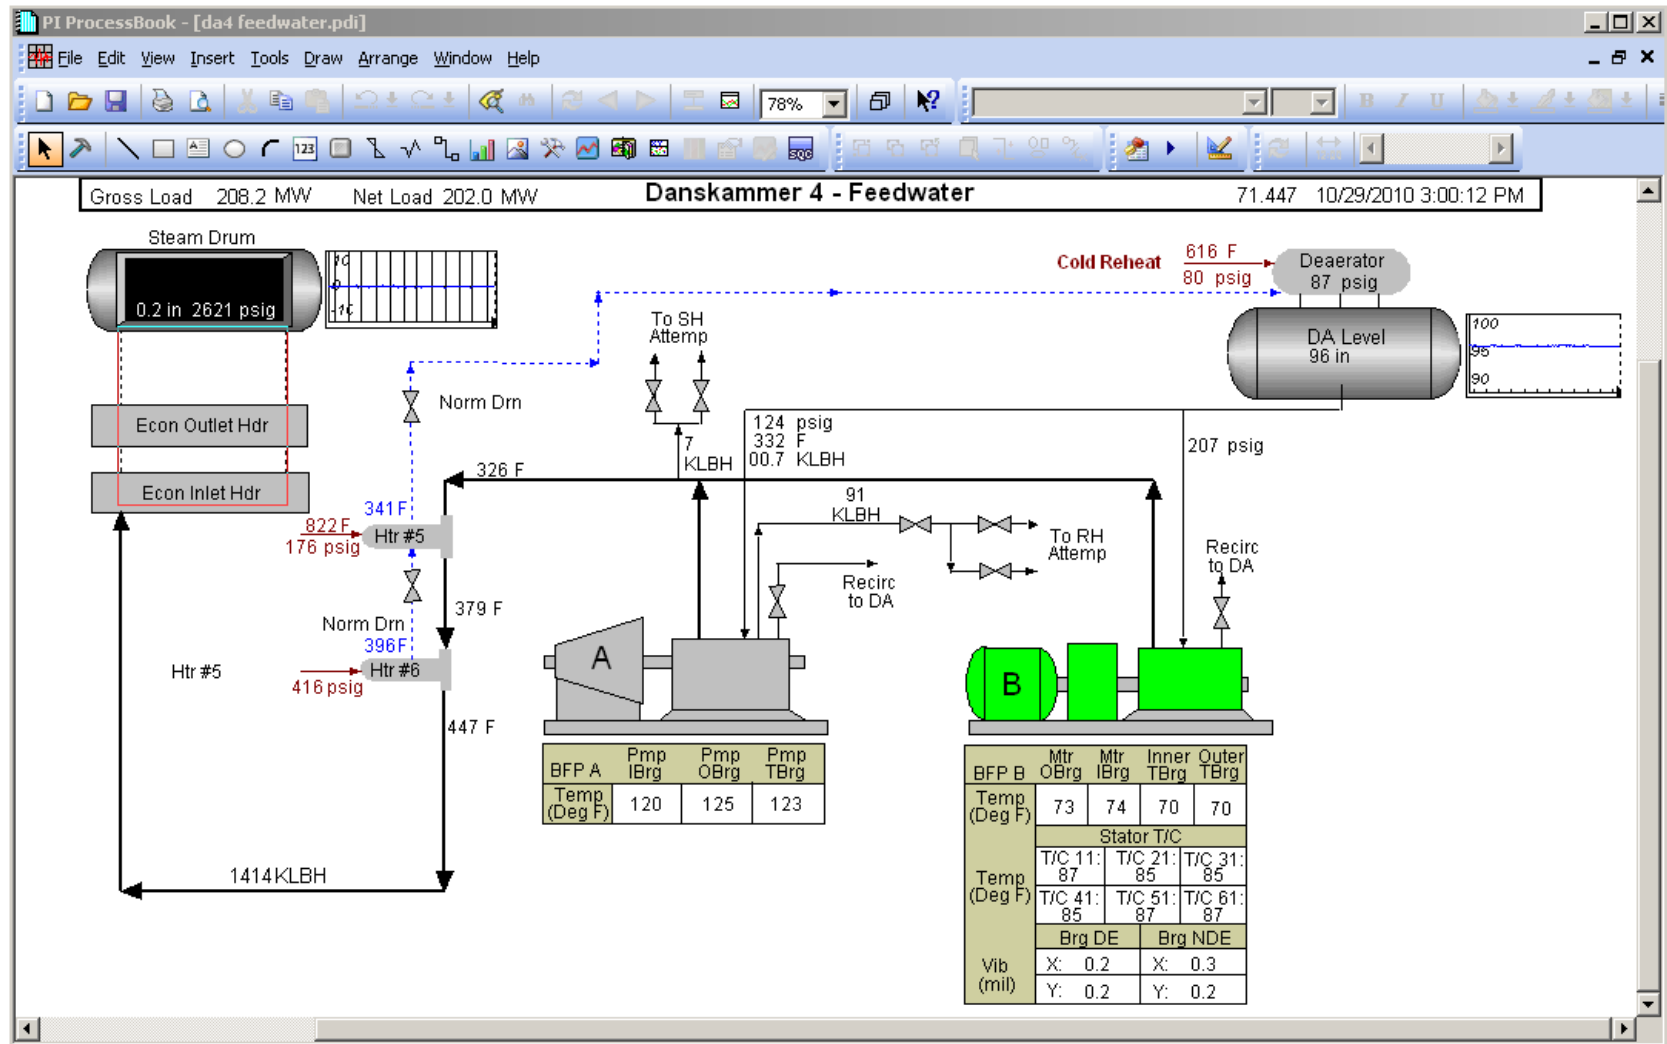 PI ProcessBook - [da4 feedwater.pdi]
File Edit View Insert Tools Draw Arrange Window Help
78%
B I U
123
SQC
Gross Load 208.2 MW Net Load 202.0 MW Danskammer 4 - Feedwater 71.447 10/29/2010 3:00:12 PM
Steam Drum
0.2 in 2621 psig
10
0
-10
Cold Reheat
616 F
80 psig
Deaerator
87 psig
DA Level
96 in
100
95
90
To SH
Attemp
Norm Drn
Econ Outlet Hdr
Econ Inlet Hdr
7
KLBH
124 psig
332 F
00.7 KLBH
207 psig
326 F
341 F
822 F
176 psig
Htr #5
91
KLBH
To RH
Attemp
Recirc
to DA
Recirc
to DA
379 F
Norm Drn
396 F
Htr #6
416 psig
Htr #5
447 F
1414 KLBH
A
B
BFP A
Pmp
IBrg
Pmp
OBrg
Pmp
TBrg
Temp
(Deg F)
120 125 123
BFP B
Mtr
OBrg
Mtr
IBrg
Inner
TBrg
Outer
TBrg
Temp
(Deg F)
73 74 70 70
Stator T/C
Temp
(Deg F)
T/C 11:
87
T/C 21:
85
T/C 31:
85
T/C 41:
85
T/C 51:
87
T/C 61:
87
Brg DE Brg NDE
Vib
(mil)
X: 0.2 X: 0.3
Y: 0.2 Y: 0.2